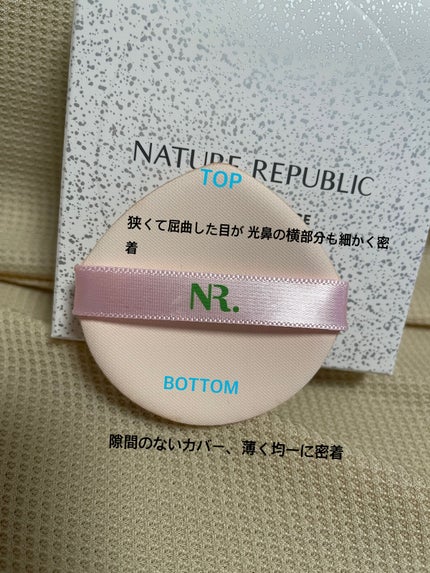 NATURE REPUBLIC
TOP
狭くて屈曲した目が 光鼻の横部分も細かく密
着
NR.
BOTTOM
隙間のないカバー、薄く均一に密着